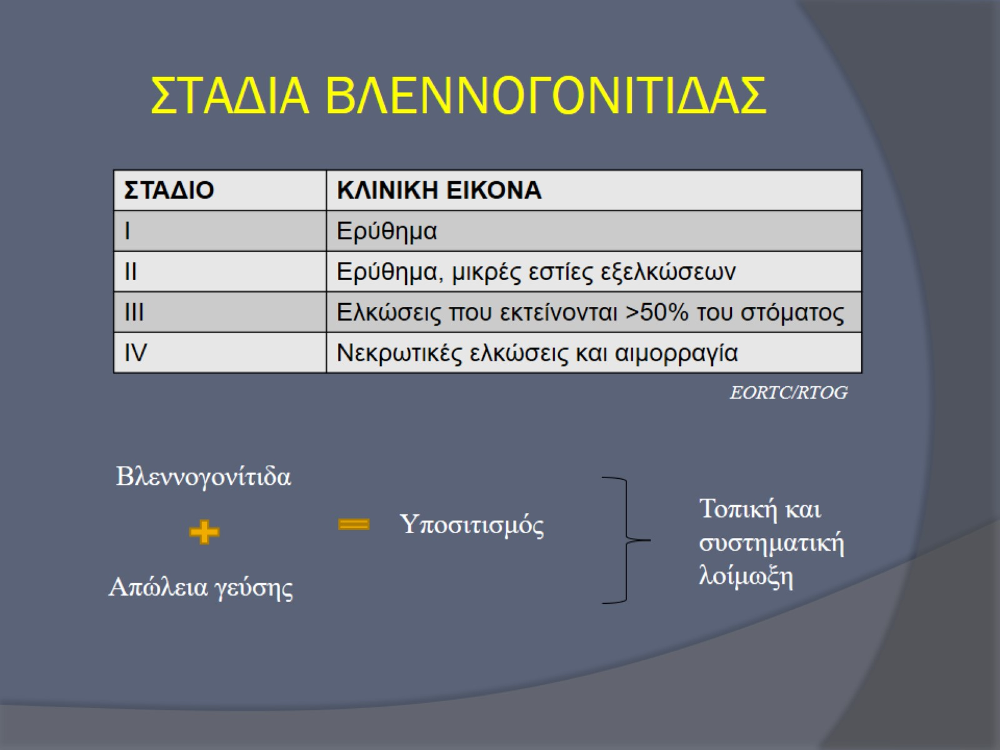 ΣΤΑΔΙΑ ΒΛΕΝΝΟΓΟΝΙΤΙΔΑΣ
ΣΤΑΔΙΟ ΚΛΙΝΙΚΗ ΕΙΚΟΝΑ
I Ερύθημα
II Ερύθημα, μικρές εστίες εξελκώσεων
III Ελκώσεις που εκτείνονται >50% του στόματος
IV Νεκρωτικές ελκώσεις και αιμορραγία
EORTC/RTOG
Βλεννογονίτιδα
+
Απώλεια γεύσης
= Υποσιτισμός
Τοπική και
συστηματική
λοίμωξη